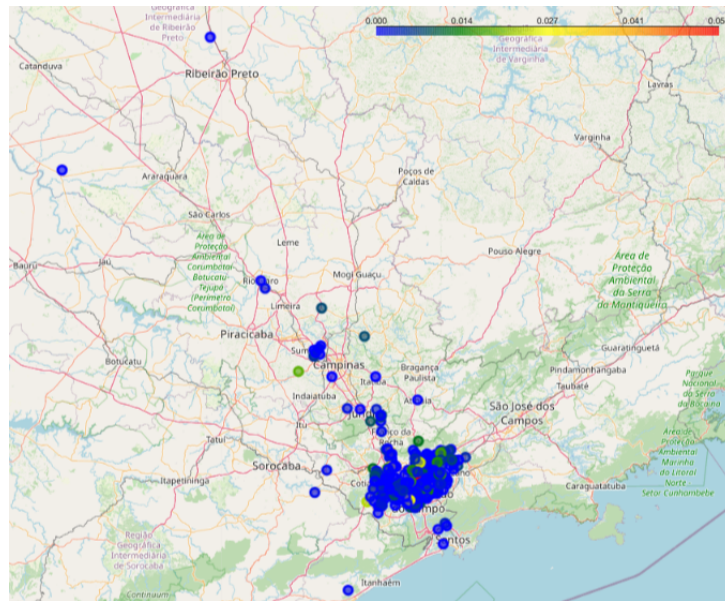 Geográfica
Intermediária
de Ribeirão
Preto
0.000 0.014 0.027 0.041 0.05
Geográfica
Intermediária
de Varginha
Catanduva
Ribeirão Preto
Lavras
Varginha
Araraquara
Poços de
Caldas
São Carlos
Área de
Proteção
Ambiental
Corumbataí
Botucatu
Tejupá
(Perímetro
Corumbataí)
Leme
Pouso Alegre
Área de
Proteção
Ambiental
da Serra
da Mantiqueira
Bauru
Jaú
Mogi Guaçu
Limeira
Piracicaba
Campinas
Guaratinguetá
Botucatu
Bragança
Paulista
Pindamonhangaba
Taubaté
Parque
Nacional
da Serra
da Bocaina
Indaiatuba
São José dos
Campos
Itu
Tatuí
Sorocaba
Área de
Proteção
Ambiental
Marinha
do Litoral
Norte -
Setor Cunhambebe
Itapetininga
Caraguatatuba
Região
Geográfica
Intermediária
de Sorocaba
Santos
Itanhaém
Continuum